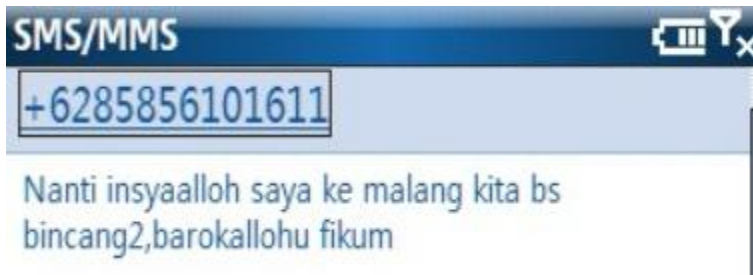 SMS/MMS
+6285856101611
Nanti insyaalloh saya ke malang kita bs
bincang2,barokallohu fikum